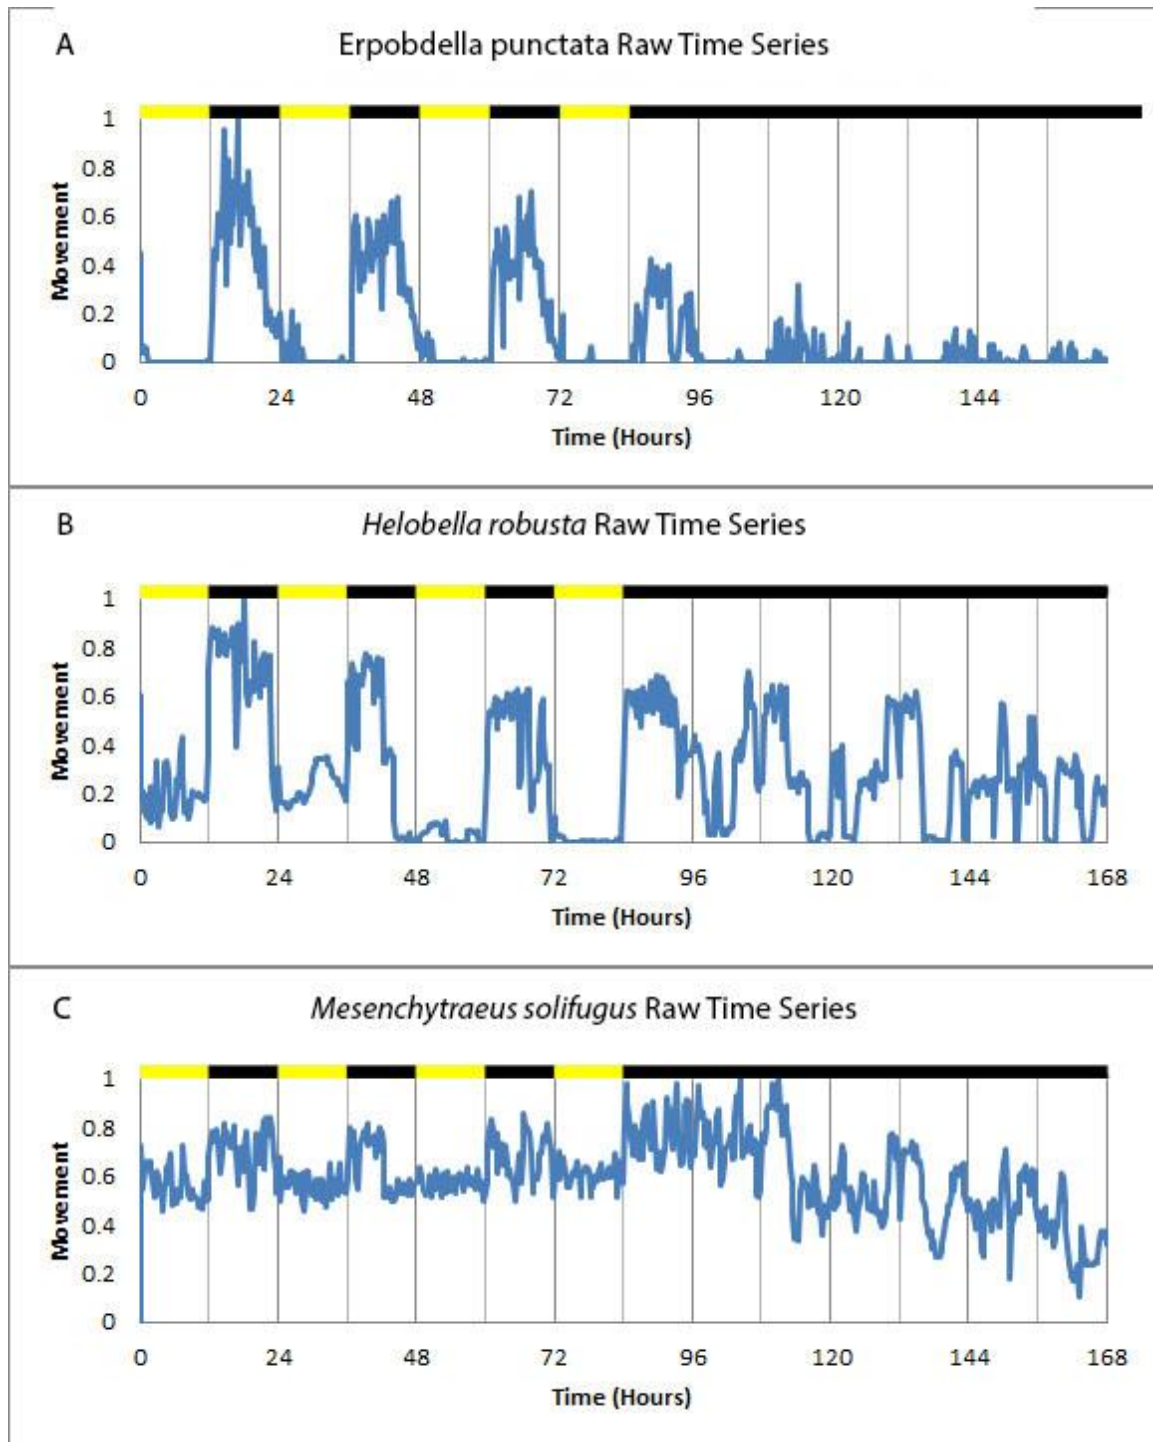 A
Erpobdella punctata Raw Time Series
1
0.8
0.6
0.4
0.2
0
Movement
0 24 48 72 96 120 144
Time (Hours)
B
Helobella robusta Raw Time Series
1
0.8
0.6
0.4
0.2
0
Movement
0 24 48 72 96 120 144 168
Time (Hours)
C
Mesenchytraeus solifugus Raw Time Series
1
0.8
0.6
0.4
0.2
0
Movement
0 24 48 72 96 120 144 168
Time (Hours)